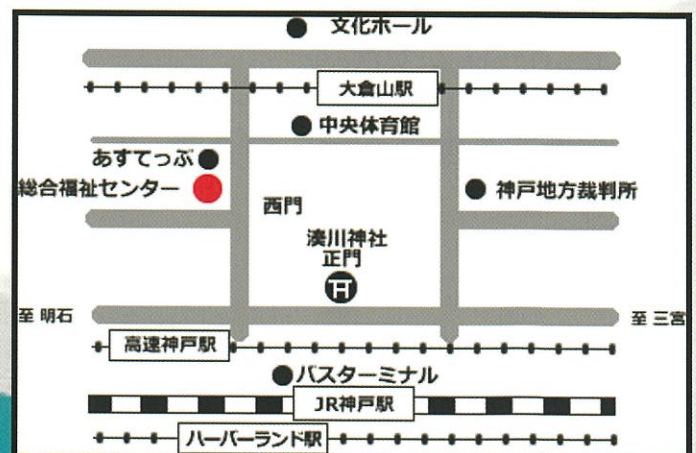 文化ホール
大倉山駅
中央体育館
あすてっぷ
総合福祉センター
神戸地方裁判所
西門
湊川神社
正門
至 明石
至 三宮
高速神戸駅
バスターミナル
JR神戸駅
ハーバーランド駅